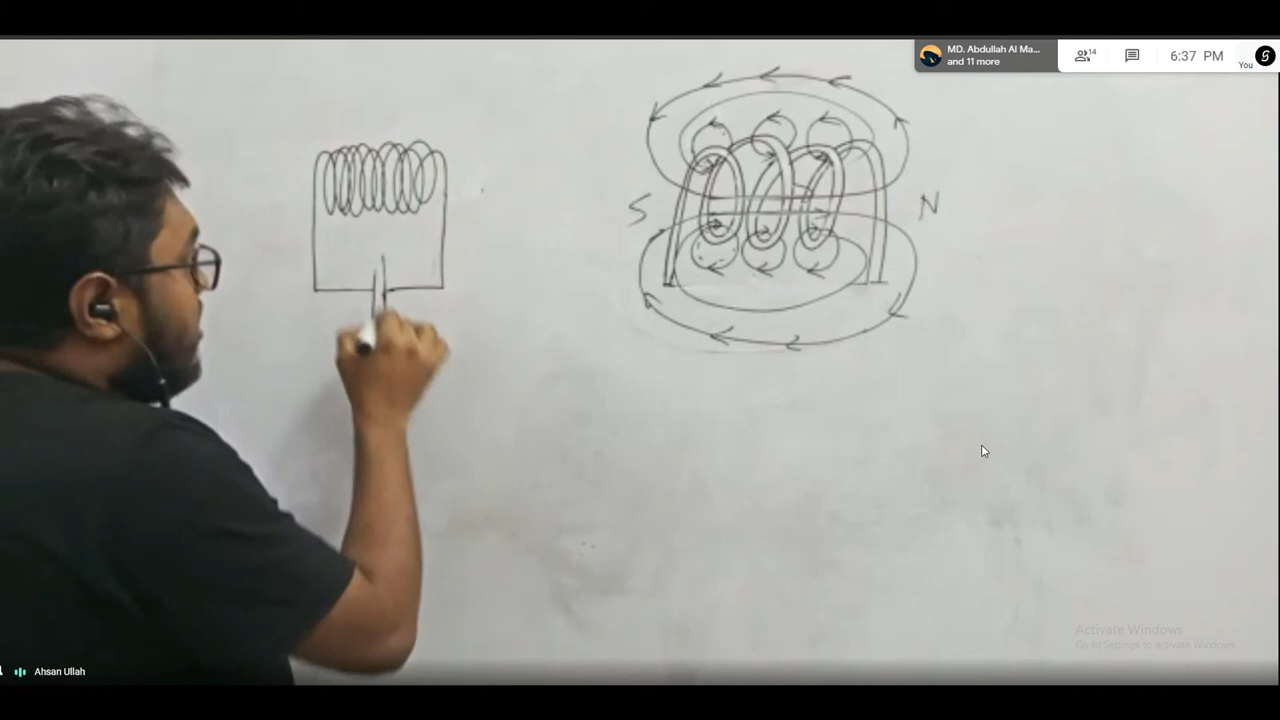 MD. Abdullah Al Ma...
and 11 more
14
6:37 PM
You
S
N
Activate Windows
Go to Settings to activate Windows.
Ahsan Ullah